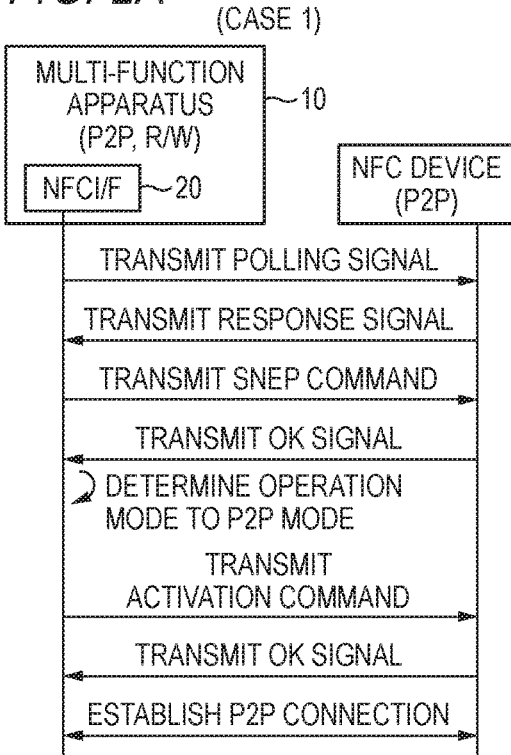 (CASE 1)
MULTI-FUNCTION
APPARATUS
(P2P, R/W)
10
NFCI/F
20
NFC DEVICE
(P2P)
TRANSMIT POLLING SIGNAL
TRANSMIT RESPONSE SIGNAL
TRANSMIT SNEP COMMAND
TRANSMIT OK SIGNAL
DETERMINE OPERATION
MODE TO P2P MODE
TRANSMIT
ACTIVATION COMMAND
TRANSMIT OK SIGNAL
ESTABLISH P2P CONNECTION